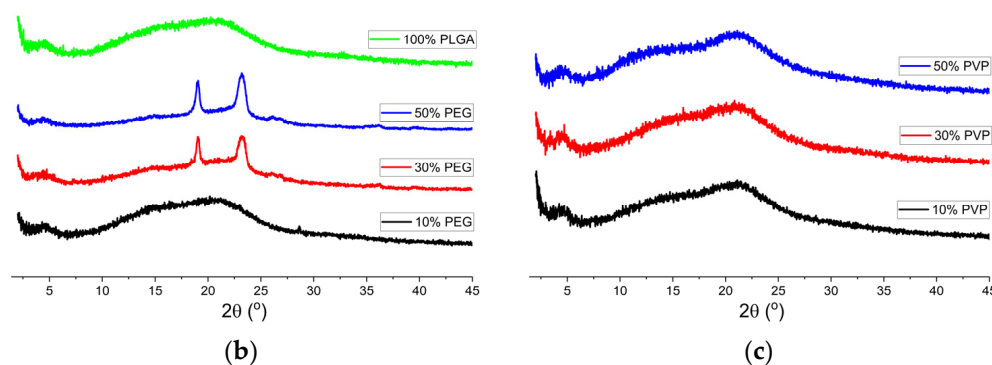 100% PLGA
50% PEG
30% PEG
10% PEG
5 10 15 20 25 30 35 40 45
2θ (°)
(b)
50% PVP
30% PVP
10% PVP
5 10 15 20 25 30 35 40 45
2θ (°)
(c)